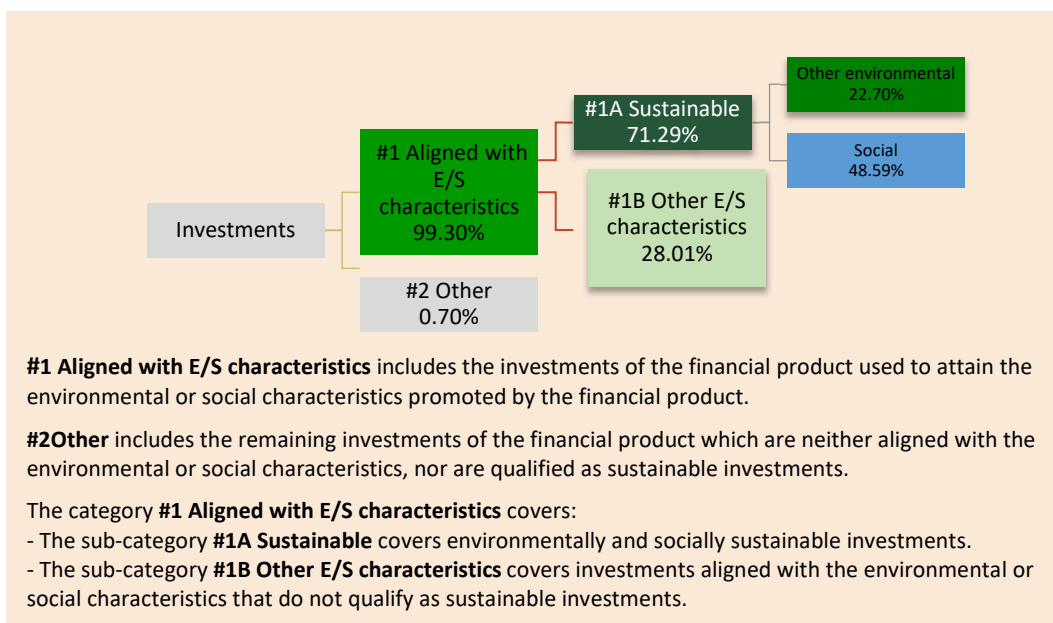 Other environmental
22.70%
#1A Sustainable
71.29%
Social
48.59%
#1 Aligned with
E/S
characteristics
99.30%
#1B Other E/S
characteristics
28.01%
Investments
#2 Other
0.70%
#1 Aligned with E/S characteristics includes the investments of the financial product used to attain the
environmental or social characteristics promoted by the financial product.
#2Other includes the remaining investments of the financial product which are neither aligned with the
environmental or social characteristics, nor are qualified as sustainable investments.
The category #1 Aligned with E/S characteristics covers:
- The sub-category #1A Sustainable covers environmentally and socially sustainable investments.
- The sub-category #1B Other E/S characteristics covers investments aligned with the environmental or
social characteristics that do not qualify as sustainable investments.